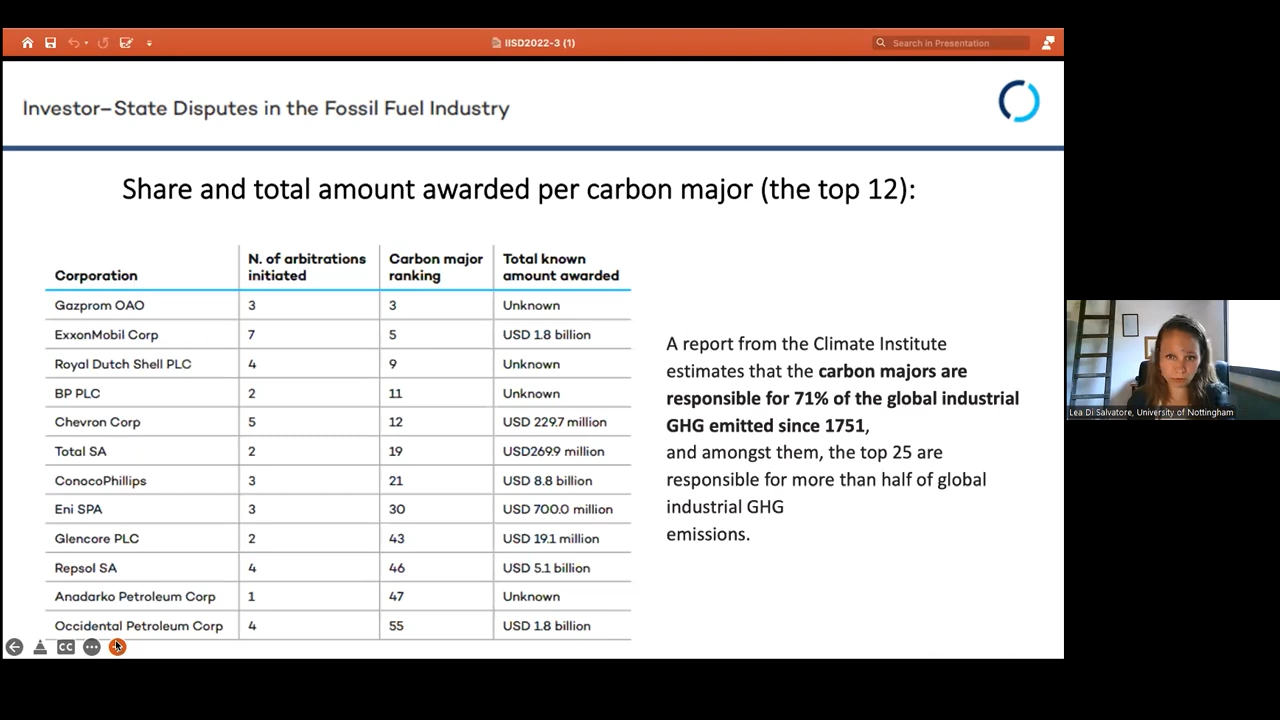 IISD2022-3 (1)
Search in Presentation
Investor–State Disputes in the Fossil Fuel Industry
Share and total amount awarded per carbon major (the top 12):
Corporation N. of arbitrations initiated Carbon major ranking Total known amount awarded
Gazprom OAO 3 3 Unknown
ExxonMobil Corp 7 5 USD 1.8 billion
Royal Dutch Shell PLC 4 9 Unknown
BP PLC 2 11 Unknown
Chevron Corp 5 12 USD 229.7 million
Total SA 2 19 USD269.9 million
ConocoPhillips 3 21 USD 8.8 billion
Eni SPA 3 30 USD 700.0 million
Glencore PLC 2 43 USD 19.1 million
Repsol SA 4 46 USD 5.1 billion
Anadarko Petroleum Corp 1 47 Unknown
Occidental Petroleum Corp 4 55 USD 1.8 billion
A report from the Climate Institute
estimates that the carbon majors are
responsible for 71% of the global industrial
GHG emitted since 1751,
and amongst them, the top 25 are
responsible for more than half of global
industrial GHG
emissions.
CC
Lea Di Salvatore, University of Nottingham